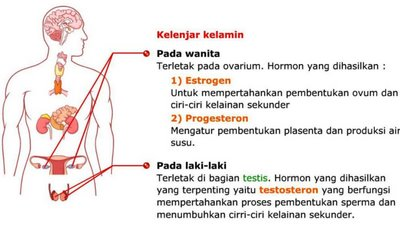 Kelenjar kelamin
Pada wanita
Terletak pada ovarium. Hormon yang dihasilkan :
1) Estrogen
Untuk mempertahankan pembentukan ovum dan
ciri-ciri kelainan sekunder
2) Progesteron
Mengatur pembentukan plasenta dan produksi air
susu.
Pada laki-laki
Terletak di bagian testis. Hormon yang dihasilkan
yang terpenting yaitu testosteron yang berfungsi
mempertahankan proses pembentukan sperma dan
menumbuhkan cirri-ciri kelainan sekunder.